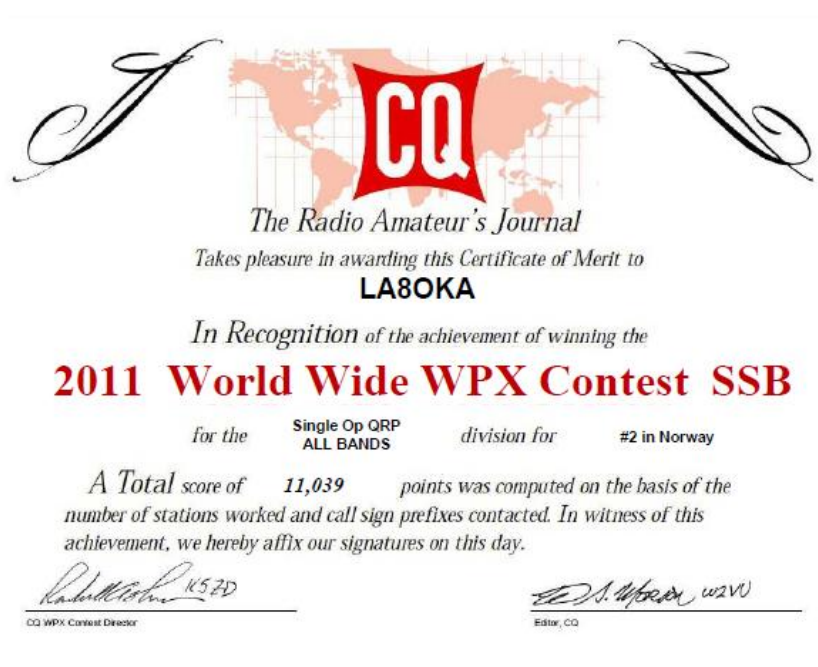 CQ
The Radio Amateur's Journal
Takes pleasure in awarding this Certificate of Merit to
LA8OKA
In Recognition of the achievement of winning the
2011 World Wide WPX Contest SSB
for the Single Op QRP ALL BANDS division for #2 in Norway
A Total score of 11,039 points was computed on the basis of the
number of stations worked and call sign prefixes contacted. In witness of this
achievement, we hereby affix our signatures on this day.
K5ZD
S. Moseson W2VU
CQ WPX Contest Director
Editor, CQ